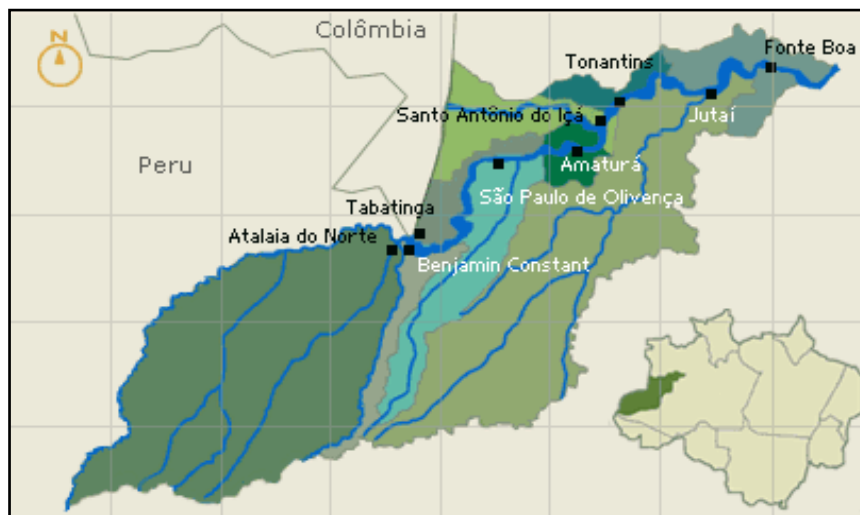 Colômbia
Fonte Boa
Tonantins
Santo Antônio do Içá
Jutaí
Peru
Amaturá
São Paulo de Olivença
Tabatinga
Atalaia do Norte
Benjamin Constant